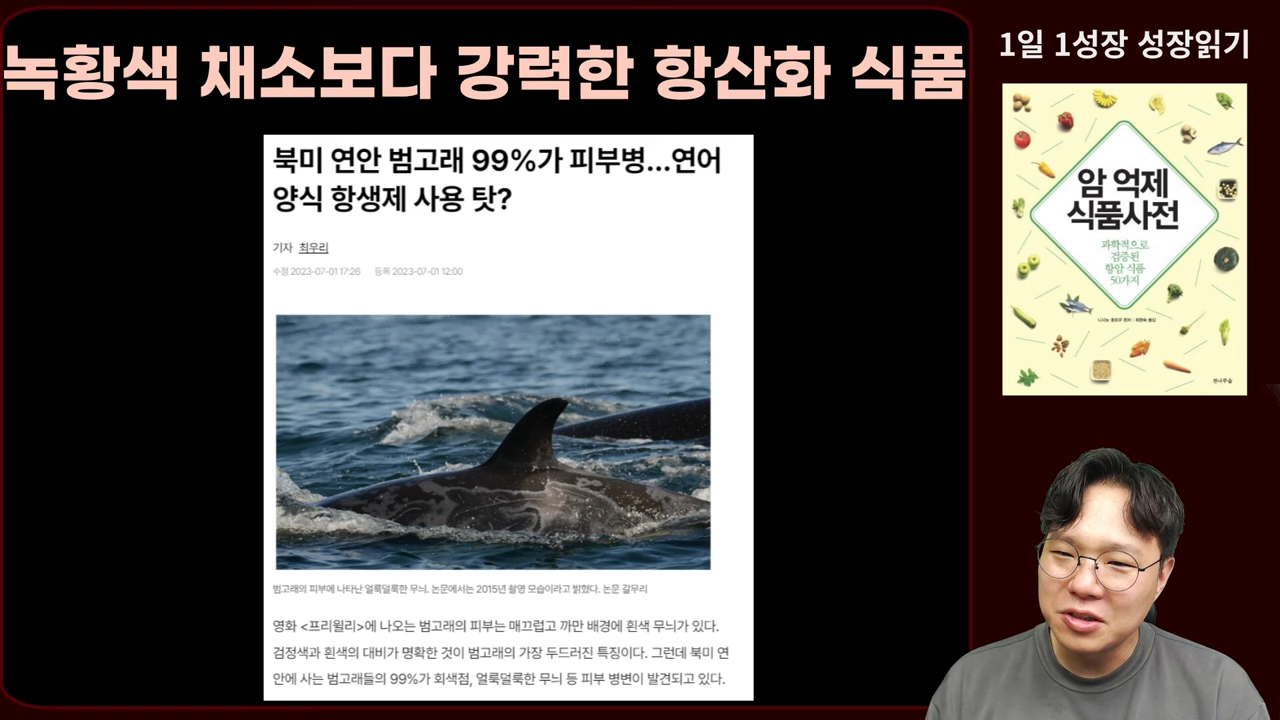 녹황색 채소보다 강력한 항산화 식품
북미 연안 범고래 99%가 피부병...연어
양식 항생제 사용 탓?
기자 최우리
수정 2023-07-01 17:26 등록 2023-07-01 12:00
범고래의 피부에 나타난 얼룩덜룩한 무늬. 논문에서는 2015년 촬영 모습이라고 밝혔다. 논문 갈무리
영화 <프리윌리>에 나오는 범고래의 피부는 매끄럽고 까만 배경에 흰색 무늬가 있다.
검정색과 흰색의 대비가 명확한 것이 범고래의 가장 두드러진 특징이다. 그런데 북미 연
안에 사는 범고래들의 99%가 회색점, 얼룩덜룩한 무늬 등 피부 병변이 발견되고 있다.
1일 1성장 성장읽기
암 억제
식품사전
과학적으로
검증된
항암 식품
50가지
전나무숲